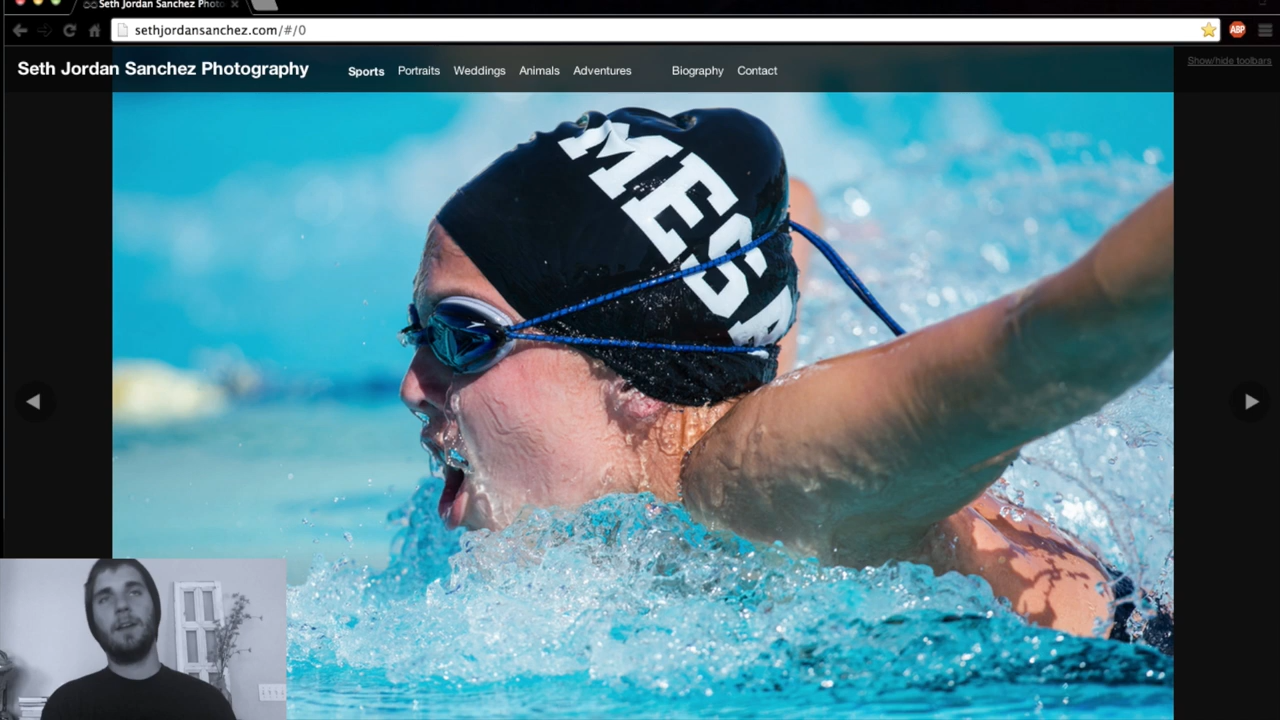 Seth Jordan Sanchez Photo
sethjordansanchez.com/#/0
ABP
Seth Jordan Sanchez Photography
Sports Portraits Weddings Animals Adventures Biography Contact
Show/hide toolbars
MESA